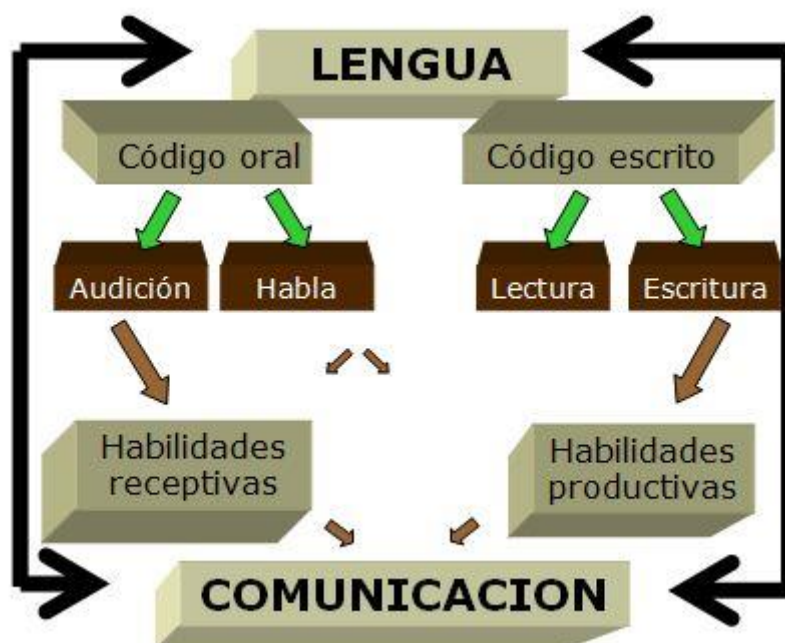 LENGUA
Código oral
Código escrito
Audición
Habla
Lectura
Escritura
Habilidades
receptivas
Habilidades
productivas
COMUNICACION